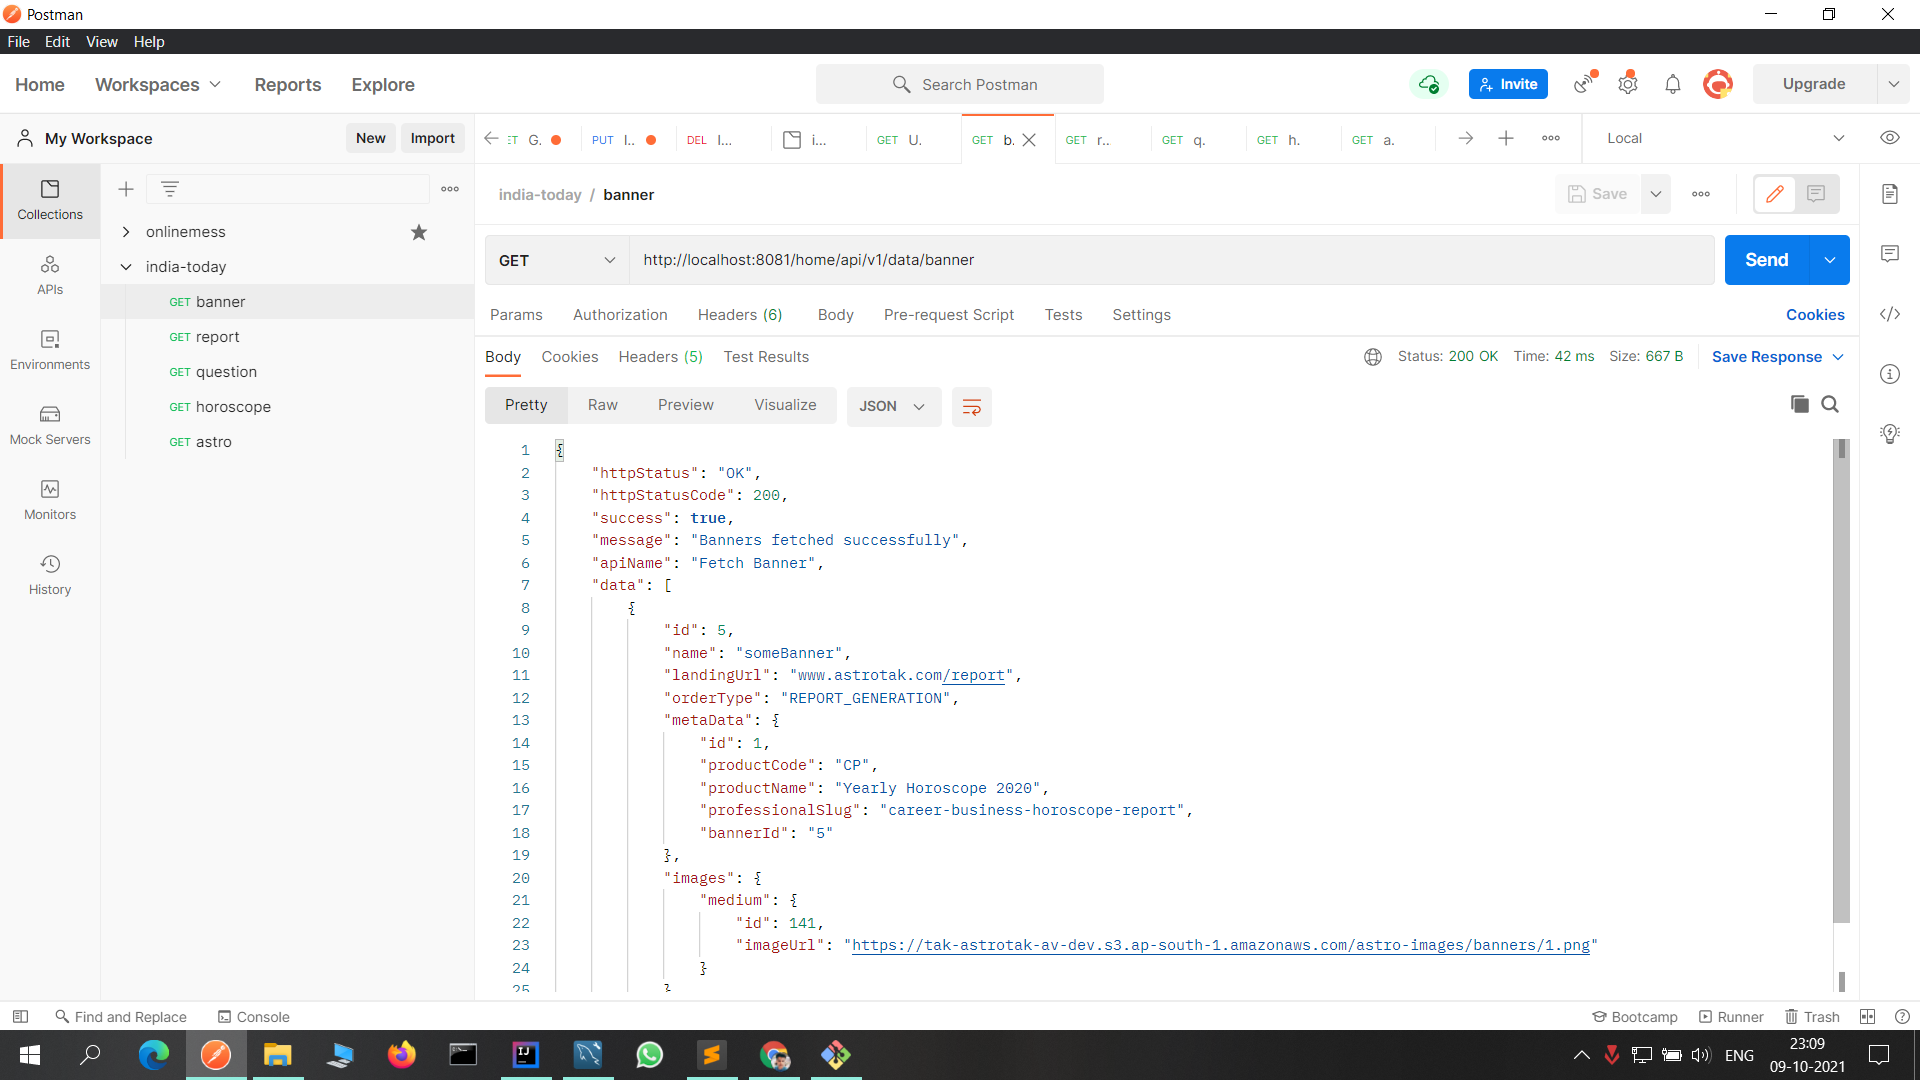 Postman
File Edit View Help
Home Workspaces Reports Explore Search Postman Invite Upgrade
My Workspace New Import
ET G. PUT I.. DEL I... i... GET U. GET b. GET r.. GET q. GET h. GET a. Local
india-today / banner Save
Collections
APIs
Environments
Mock Servers
Monitors
History
onlinemess
india-today
GET banner
GET report
GET question
GET horoscope
GET astro
GET http://localhost:8081/home/api/v1/data/banner Send
Params Authorization Headers (6) Body Pre-request Script Tests Settings Cookies
Body Cookies Headers (5) Test Results Status: 200 OK Time: 42 ms Size: 667 B Save Response
Pretty Raw Preview Visualize JSON
1 {
2 "httpStatus": "OK",
3 "httpStatusCode": 200,
4 "success": true,
5 "message": "Banners fetched successfully",
6 "apiName": "Fetch Banner",
7 "data": [
8 {
9 "id": 5,
10 "name": "someBanner",
11 "landingUrl": "www.astrotak.com/report",
12 "orderType": "REPORT_GENERATION",
13 "metaData": {
14 "id": 1,
15 "productCode": "CP",
16 "productName": "Yearly Horoscope 2020",
17 "professionalSlug": "career-business-horoscope-report",
18 "bannerId": "5"
19 },
20 "images": {
21 "medium": {
22 "id": 141,
23 "imageUrl": "https://tak-astrotak-av-dev.s3.ap-south-1.amazonaws.com/astro-images/banners/1.png"
24 }
25 }
Find and Replace Console Bootcamp Runner Trash
ENG 23:09
09-10-2021